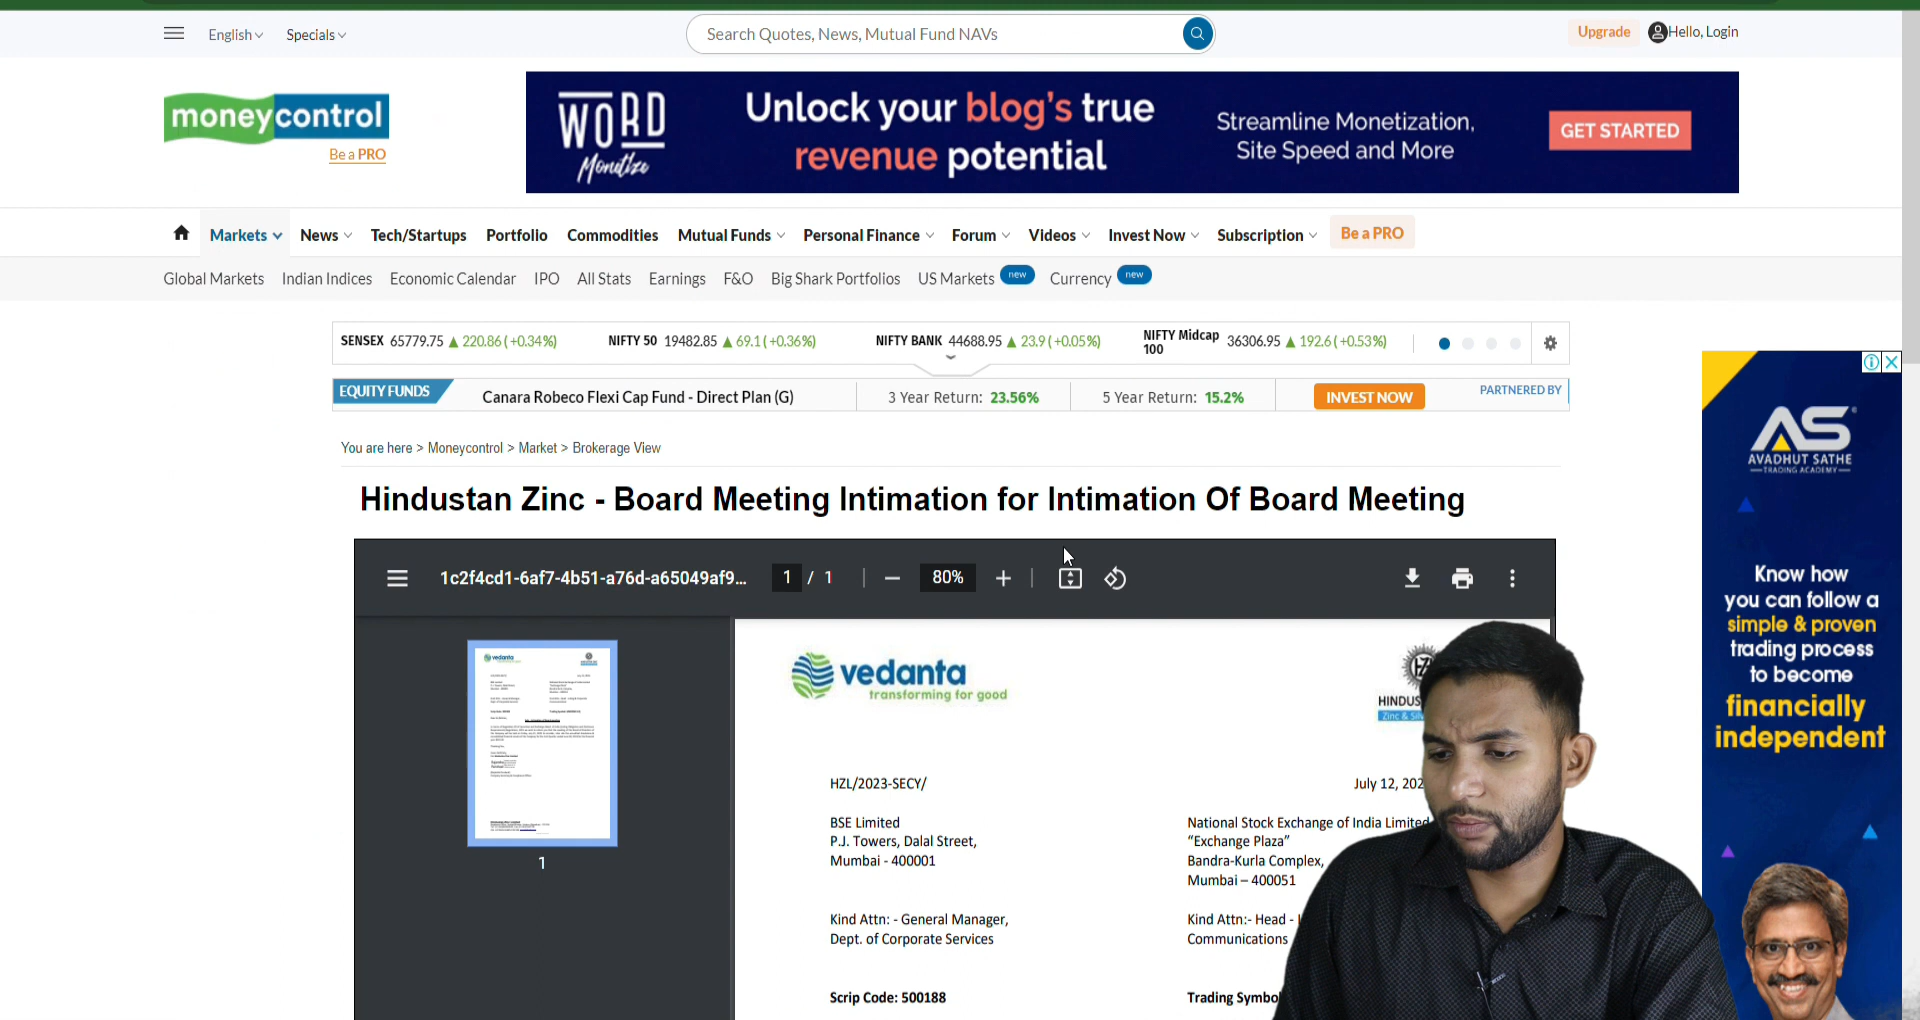 English
Specials
Search Quotes, News, Mutual Fund NAVs
Upgrade
Hello, Login
moneycontrol
Be a PRO
WORD
Monetize
Unlock your blog's true
revenue potential
Streamline Monetization,
Site Speed and More
GET STARTED
Markets
News
Tech/Startups
Portfolio
Commodities
Mutual Funds
Personal Finance
Forum
Videos
Invest Now
Subscription
Be a PRO
Global Markets
Indian Indices
Economic Calendar
IPO
All Stats
Earnings
F&O
Big Shark Portfolios
US Markets new
Currency new
SENSEX 65779.75 ▲ 220.86 (+0.34%)
NIFTY 50 19482.85 ▲ 69.1 (+0.36%)
NIFTY BANK 44688.95 ▲ 23.9 (+0.05%)
NIFTY Midcap
100
36306.95 ▲ 192.6 (+0.53%)
EQUITY FUNDS
Canara Robeco Flexi Cap Fund - Direct Plan (G)
3 Year Return: 23.56%
5 Year Return: 15.2%
INVEST NOW
PARTNERED BY
You are here > Moneycontrol > Market > Brokerage View
Hindustan Zinc - Board Meeting Intimation for Intimation Of Board Meeting
1c2f4cd1-6af7-4b51-a76d-a65049af9...
1 / 1
80%
vedanta
1
vedanta
transforming for good
HZ
HINDUS
Zinc & Silv
HZL/2023-SECY/
July 12, 202
BSE Limited
P.J. Towers, Dalal Street,
Mumbai - 400001
National Stock Exchange of India Limited
"Exchange Plaza"
Bandra-Kurla Complex,
Mumbai – 400051
Kind Attn: - General Manager,
Dept. of Corporate Services
Kind Attn:- Head -
Communications
Scrip Code: 500188
Trading Symbo
AS
AVADHUT SATHE
TRADING ACADEMY
Know how
you can follow a
simple & proven
trading process
to become
financially
independent